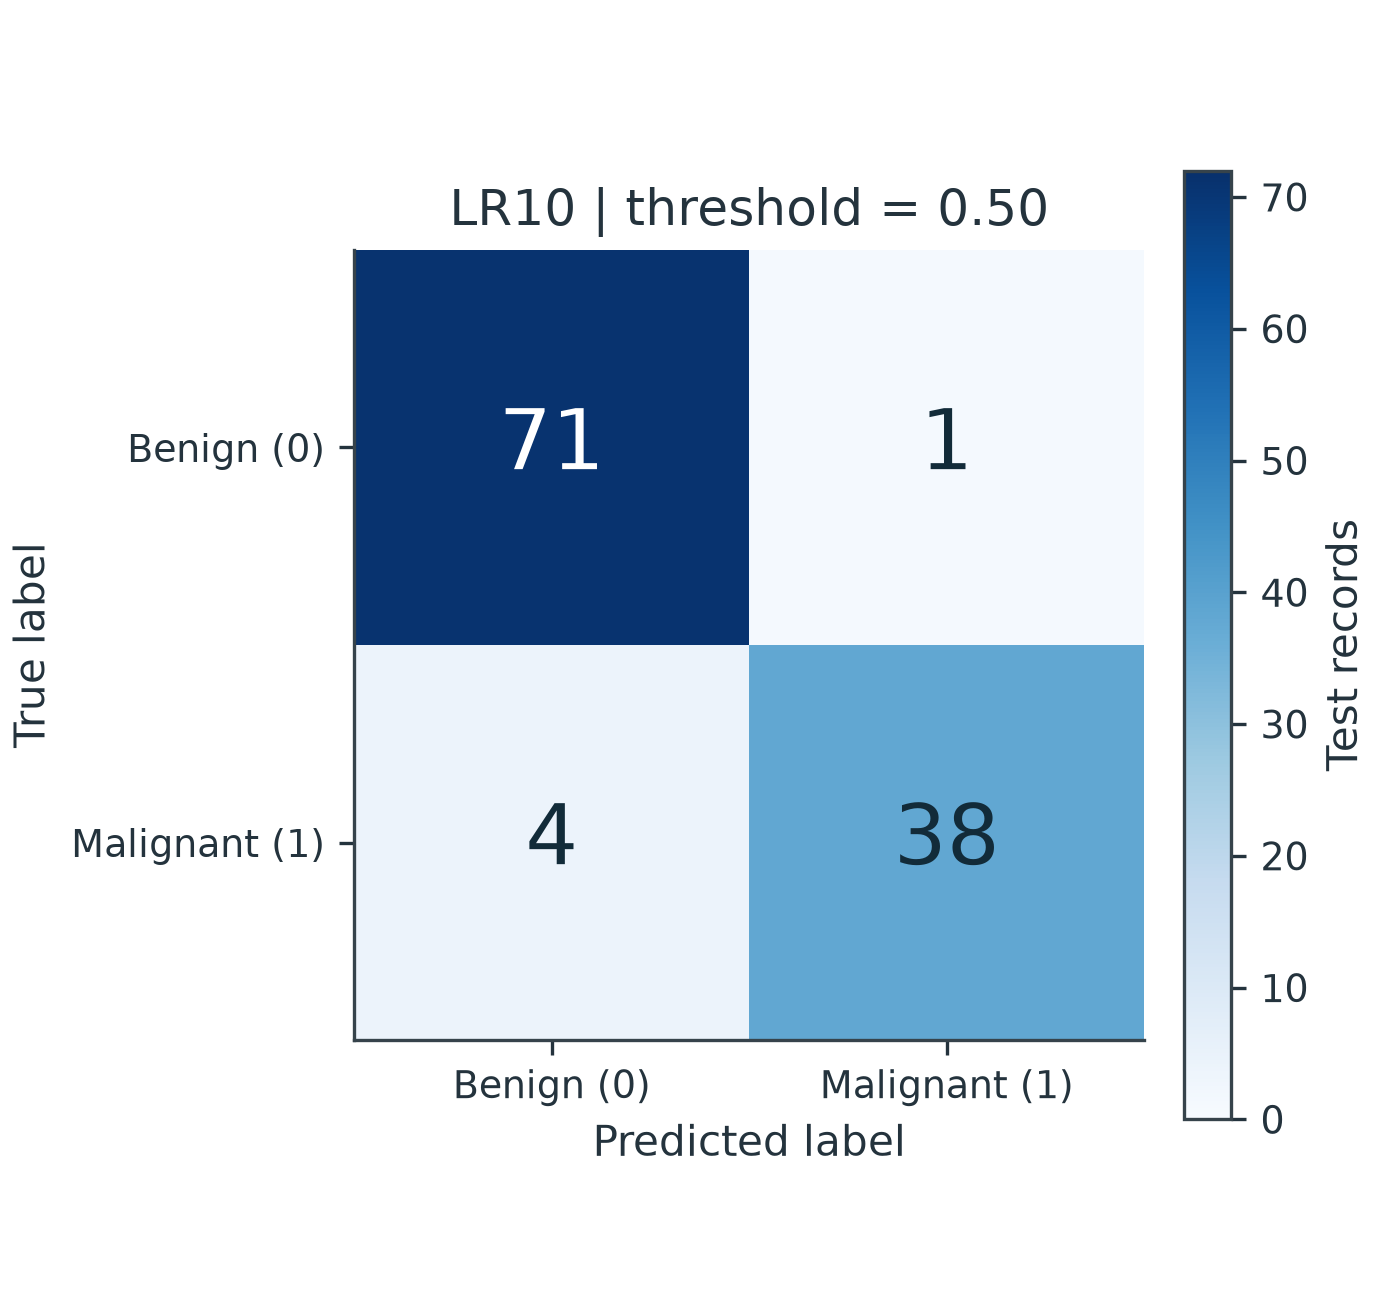 LR10 | threshold = 0.50
True label
Benign (0)
71
1
Malignant (1)
4
38
Benign (0)
Malignant (1)
Predicted label
70
60
50
40
30
20
10
0
Test records